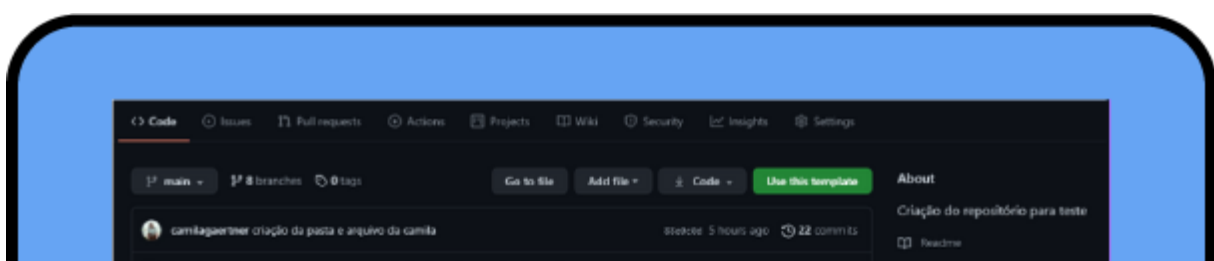 <> Code Issues Pull requests Actions Projects Wiki Security Insights Settings
main 8 branches 0 tags Go to file Add file Code Use this template
About
Criação do repositório para teste
camilagaertner criação da pasta e arquivo da camila 5 hours ago 22 commits
Readme